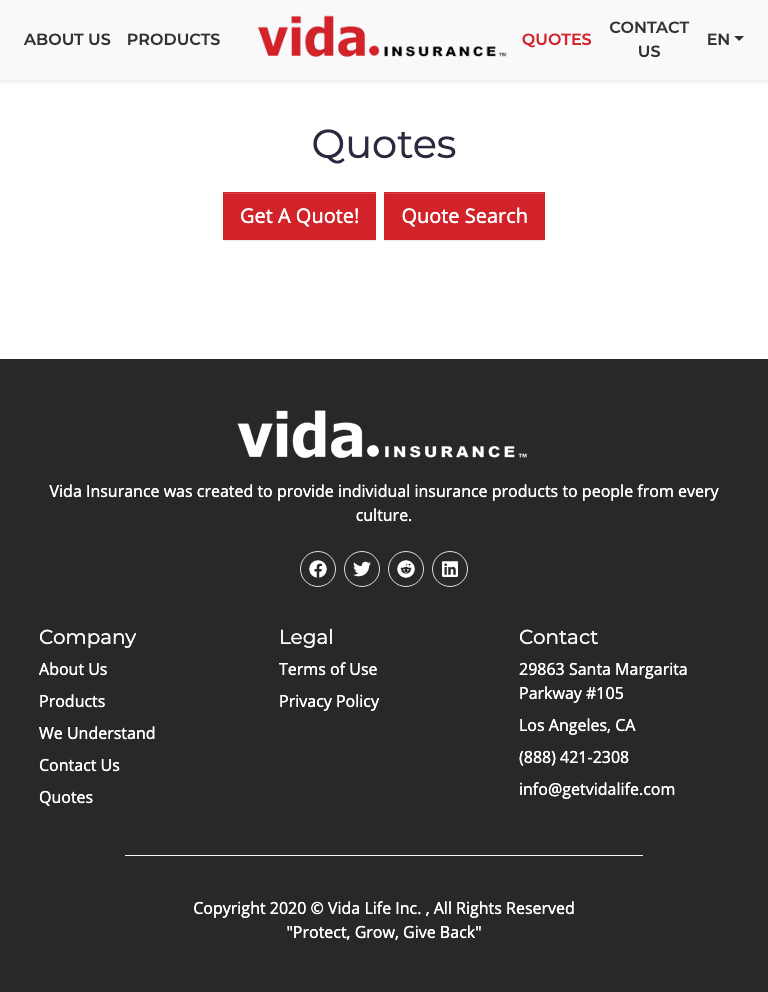 ABOUT US PRODUCTS vida.INSURANCE™ QUOTES CONTACT US EN
Quotes
Get A Quote! Quote Search
vida.INSURANCE™
Vida Insurance was created to provide individual insurance products to people from every
culture.
Company
About Us
Products
We Understand
Contact Us
Quotes
Legal
Terms of Use
Privacy Policy
Contact
29863 Santa Margarita
Parkway #105
Los Angeles, CA
(888) 421-2308
info@getvidalife.com
Copyright 2020 © Vida Life Inc. , All Rights Reserved
"Protect, Grow, Give Back"